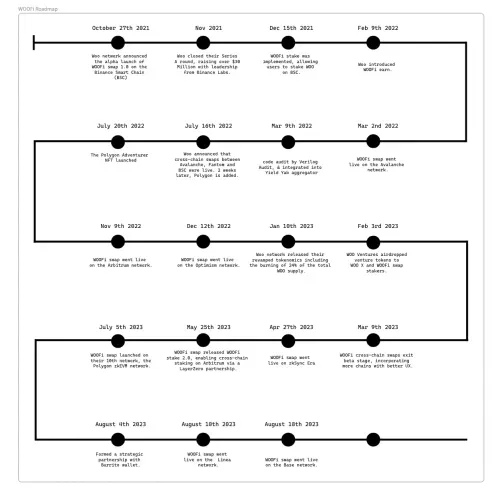 WOOFi Roadmap
October 27th 2021
Woo network announced
the alpha launch of
WOOFi swap 1.0 on the
Binance Smart Chain
(BSC)
Nov 2021
Woo closed their Series
A round, raising over $30
Million with leadership
from Binance Labs.
Dec 15th 2021
WOOFi stake was
implemented, allowing
users to stake WOO
on BSC.
Feb 9th 2022
Woo introduced
WOOFi earn.
July 20th 2022
The Polygon Adventurer
NFT launched
July 16th 2022
Woo announced that
cross-chain swaps between
Avalanche, Fantom and
BSC were live. 2 weeks
later, Polygon is added.
Mar 9th 2022
code audit by Verilog
Audit, & integrated into
Yield Yak aggregator
Mar 2nd 2022
WOOFi swap went
live on the Avalanche
network.
Nov 9th 2022
WOOFi swap went live
on the Arbitrum network.
Dec 12th 2022
WOOFi swap went live
on the Optimism network.
Jan 10th 2023
Woo network released their
revamped tokenomics including
the burning of 24% of the total
WOO supply.
Feb 3rd 2023
WOO Ventures airdropped
venture tokens to
WOO X and WOOFi swap
stakers.
July 5th 2023
WOOFi swap launched on
their 10th network, the
Polygon zkEVM network.
May 25th 2023
WOOFi swap released WOOFi
stake 2.0, enabling cross-chain
staking on Arbitrum via a
LayerZero partnership.
Apr 27th 2023
WOOFi swap went
live on zkSync Era
Mar 9th 2023
WOOFi cross-chain swaps exit
beta stage, incorporating
more chains with better UX.
August 4th 2023
Formed a strategic
partnership with
Burrito wallet.
August 10th 2023
WOOFi swap went
live on the Linea
network.
August 10th 2023
WOOFi swap went live
on the Base network.